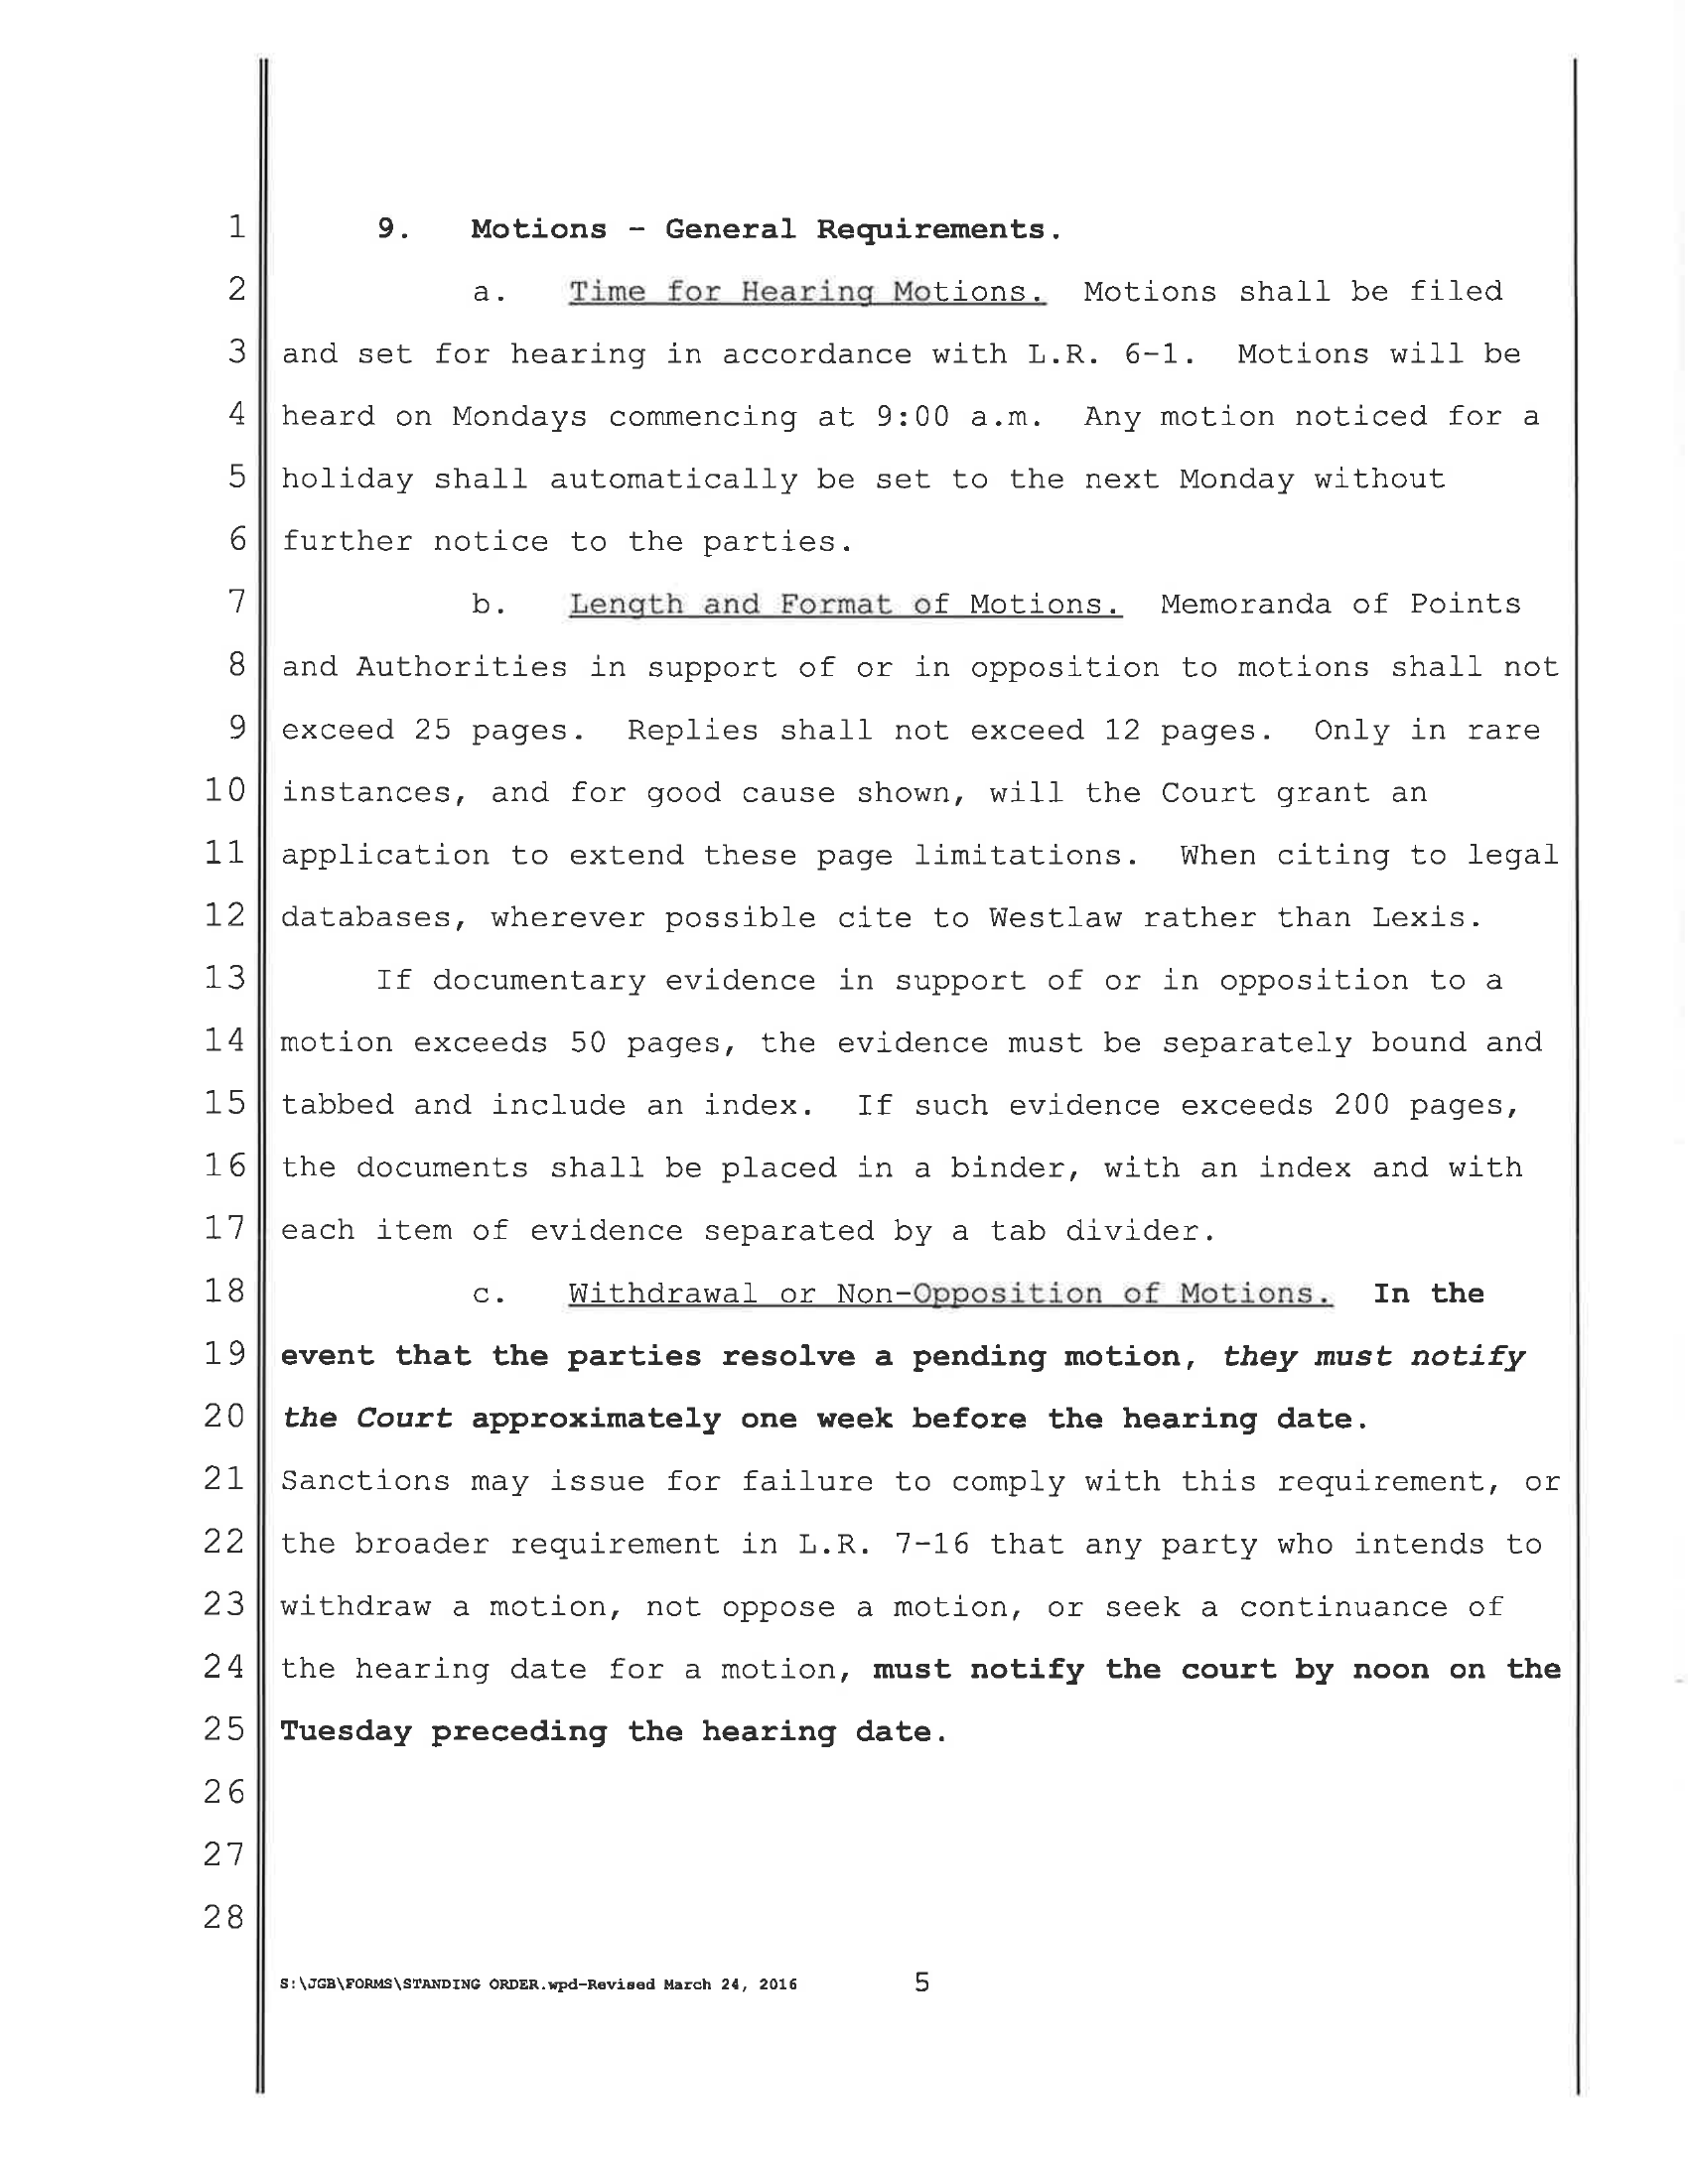 1 9. Motions - General Requirements.
2 a. Time for Hearing Motions. Motions shall be filed
3 and set for hearing in accordance with L.R. 6-1. Motions will be
4 heard on Mondays commencing at 9:00 a.m. Any motion noticed for a
5 holiday shall automatically be set to the next Monday without
6 further notice to the parties.
7 b. Length and Format of Motions. Memoranda of Points
8 and Authorities in support of or in opposition to motions shall not
9 exceed 25 pages. Replies shall not exceed 12 pages. Only in rare
10 instances, and for good cause shown, will the Court grant an
11 application to extend these page limitations. When citing to legal
12 databases, wherever possible cite to Westlaw rather than Lexis.
13 If documentary evidence in support of or in opposition to a
14 motion exceeds 50 pages, the evidence must be separately bound and
15 tabbed and include an index. If such evidence exceeds 200 pages,
16 the documents shall be placed in a binder, with an index and with
17 each item of evidence separated by a tab divider.
18 c. Withdrawal or Non-Opposition of Motions. In the
19 event that the parties resolve a pending motion, they must notify
20 the Court approximately one week before the hearing date.
21 Sanctions may issue for failure to comply with this requirement, or
22 the broader requirement in L.R. 7-16 that any party who intends to
23 withdraw a motion, not oppose a motion, or seek a continuance of
24 the hearing date for a motion, must notify the court by noon on the
25 Tuesday preceding the hearing date.
26
27
28
S:\JGB\FORMS\STANDING ORDER.wpd-Revised March 24, 2016 5